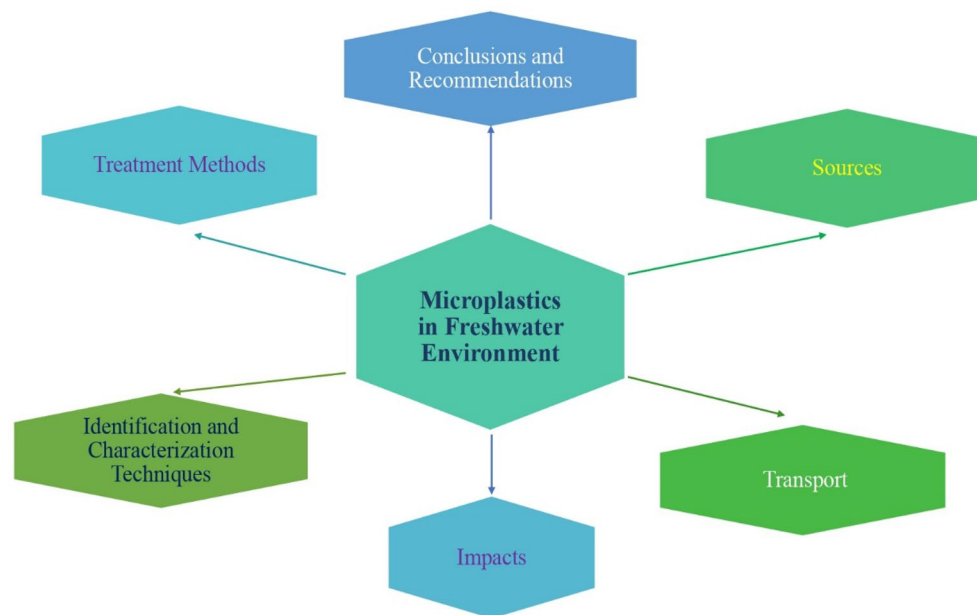 Conclusions and
Recommendations
Treatment Methods
Sources
Microplastics
in Freshwater
Environment
Identification and
Characterization
Techniques
Transport
Impacts